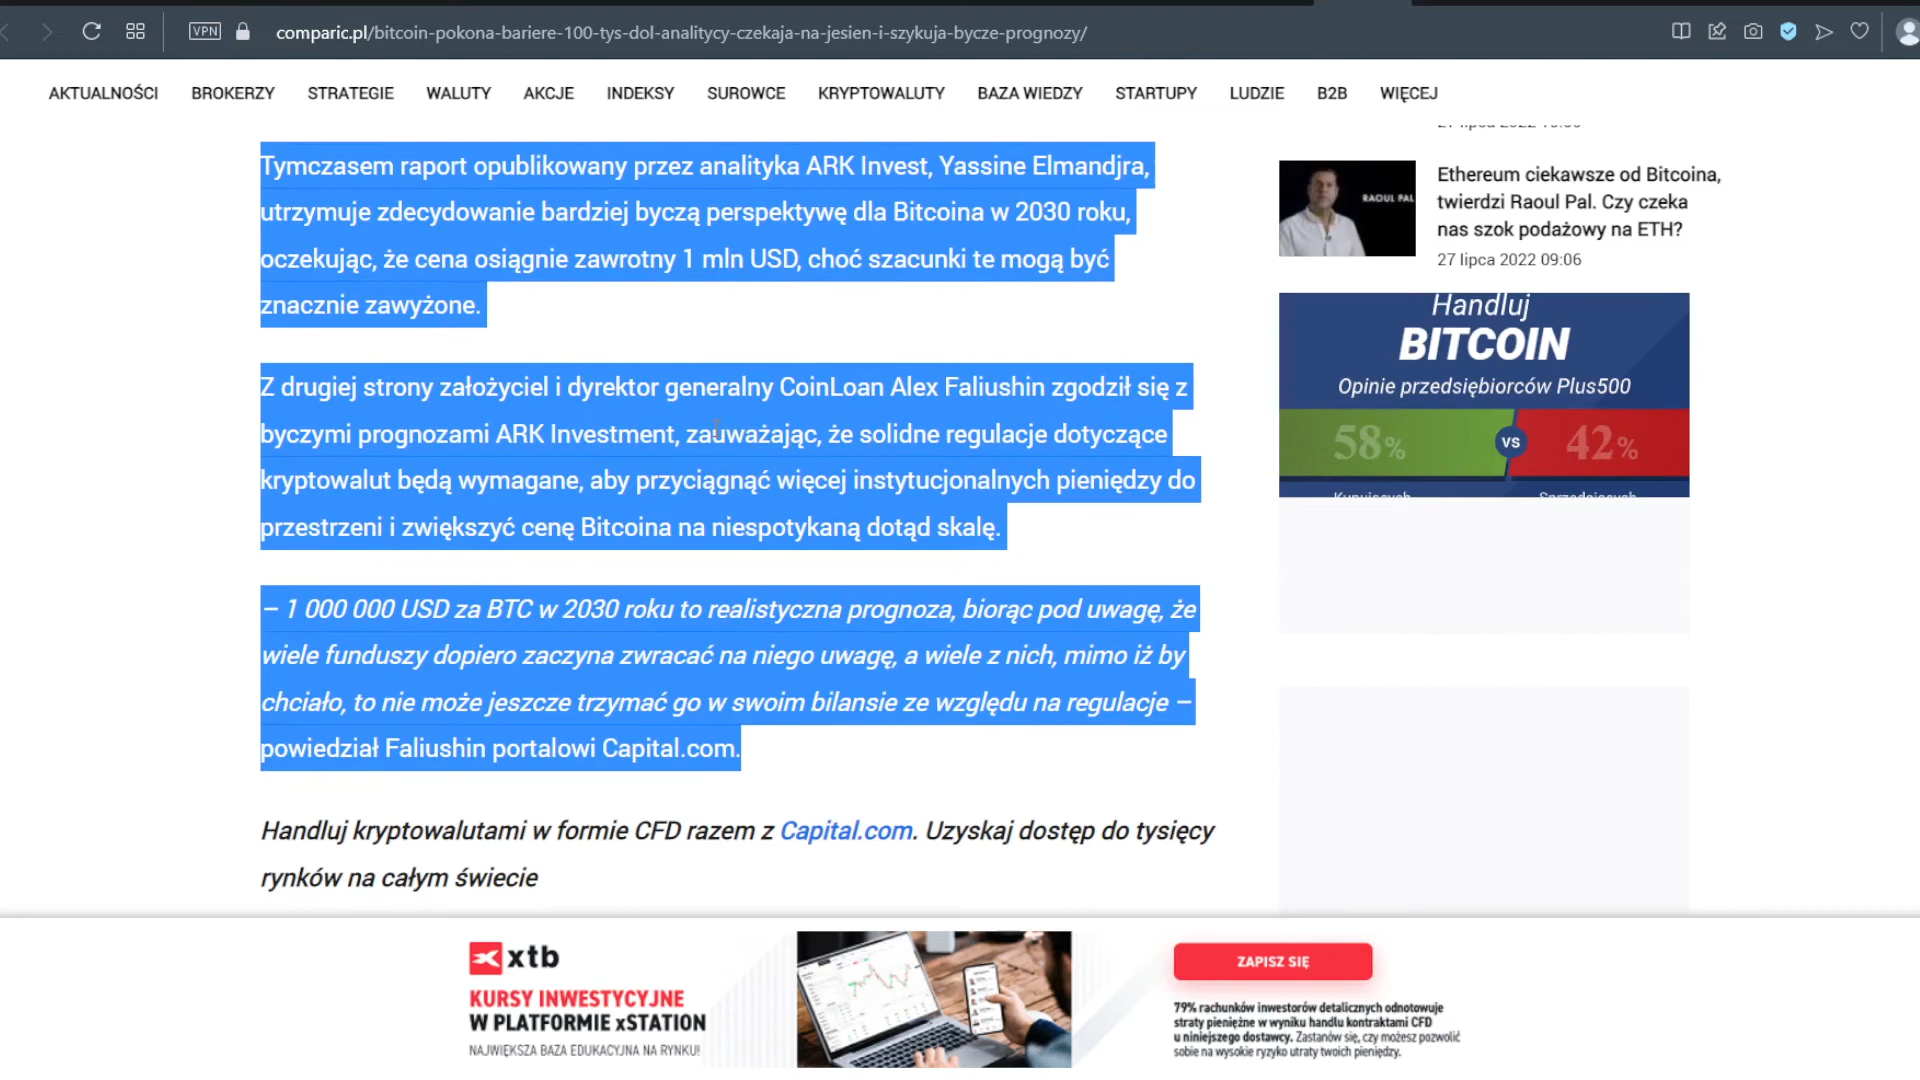 VPN
comparic.pl/bitcoin-pokona-bariere-100-tys-dol-analitycy-czekaja-na-jesien-i-szykuja-bycze-prognozy/
AKTUALNOŚCI BROKERZY STRATEGIE WALUTY AKCJE INDEKSY SUROWCE KRYPTOWALUTY BAZA WIEDZY STARTUPY LUDZIE B2B WIĘCEJ
Tymczasem raport opublikowany przez analityka ARK Invest, Yassine Elmandjra,
utrzymuje zdecydowanie bardziej byczą perspektywę dla Bitcoina w 2030 roku,
oczekując, że cena osiągnie zawrotny 1 mln USD, choć szacunki te mogą być
znacznie zawyżone.
Z drugiej strony założyciel i dyrektor generalny CoinLoan Alex Faliushin zgodził się z
byczymi prognozami ARK Investment, zauważając, że solidne regulacje dotyczące
kryptowalut będą wymagane, aby przyciągnąć więcej instytucjonalnych pieniędzy do
przestrzeni i zwiększyć cenę Bitcoina na niespotykaną dotąd skalę.
– 1 000 000 USD za BTC w 2030 roku to realistyczna prognoza, biorąc pod uwagę, że
wiele funduszy dopiero zaczyna zwracać na niego uwagę, a wiele z nich, mimo iż by
chciało, to nie może jeszcze trzymać go w swoim bilansie ze względu na regulacje –
powiedział Faliushin portalowi Capital.com.
Handluj kryptowalutami w formie CFD razem z Capital.com. Uzyskaj dostęp do tysięcy
rynków na całym świecie
RAOUL PAL
Ethereum ciekawsze od Bitcoina,
twierdzi Raoul Pal. Czy czeka
nas szok podażowy na ETH?
27 lipca 2022 09:06
Handluj
BITCOIN
Opinie przedsiębiorców Plus500
58% VS 42%
Kupujących Sprzedających
xtb
KURSY INWESTYCYJNE
W PLATFORMIE xSTATION
NAJWIĘKSZA BAZA EDUKACYJNA NA RYNKU!
ZAPISZ SIĘ
79% rachunków inwestorów detalicznych odnotowuje
straty pieniężne w wyniku handlu kontraktami CFD
u niniejszego dostawcy. Zastanów się, czy możesz pozwolić
sobie na wysokie ryzyko utraty twoich pieniędzy.